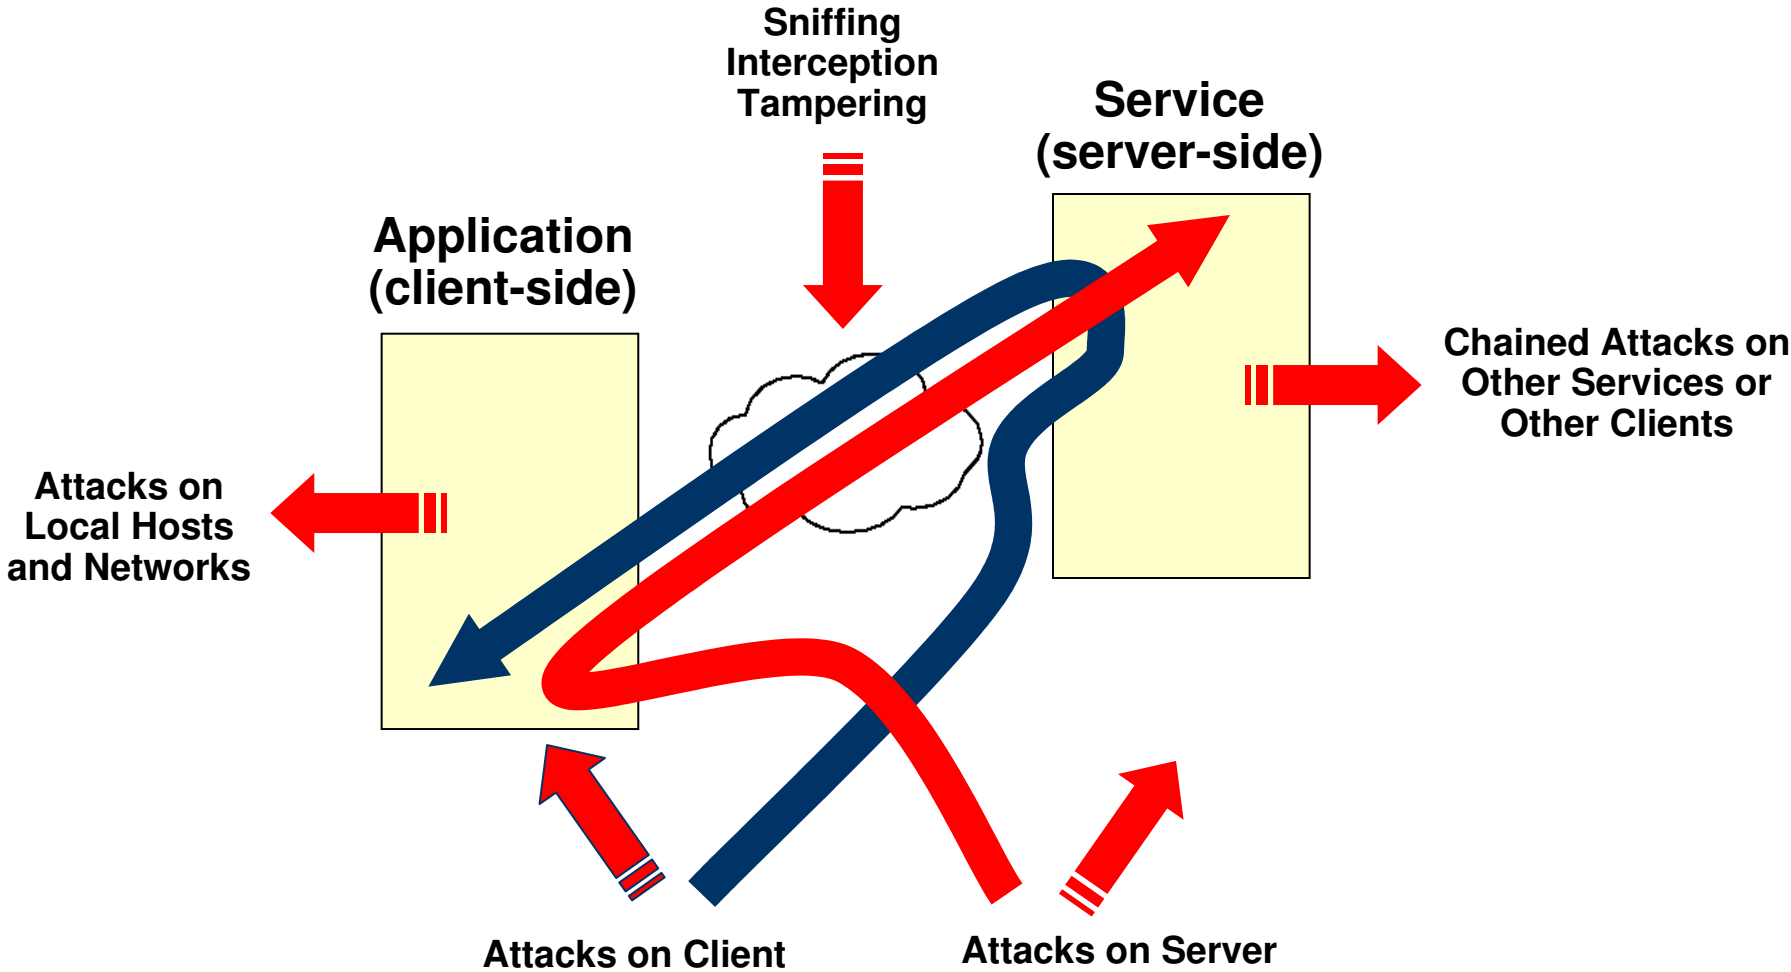 Sniffing
Interception
Tampering
Service
(server-side)
Application
(client-side)
Chained Attacks on
Other Services or
Other Clients
Attacks on
Local Hosts
and Networks
Attacks on Client
Attacks on Server